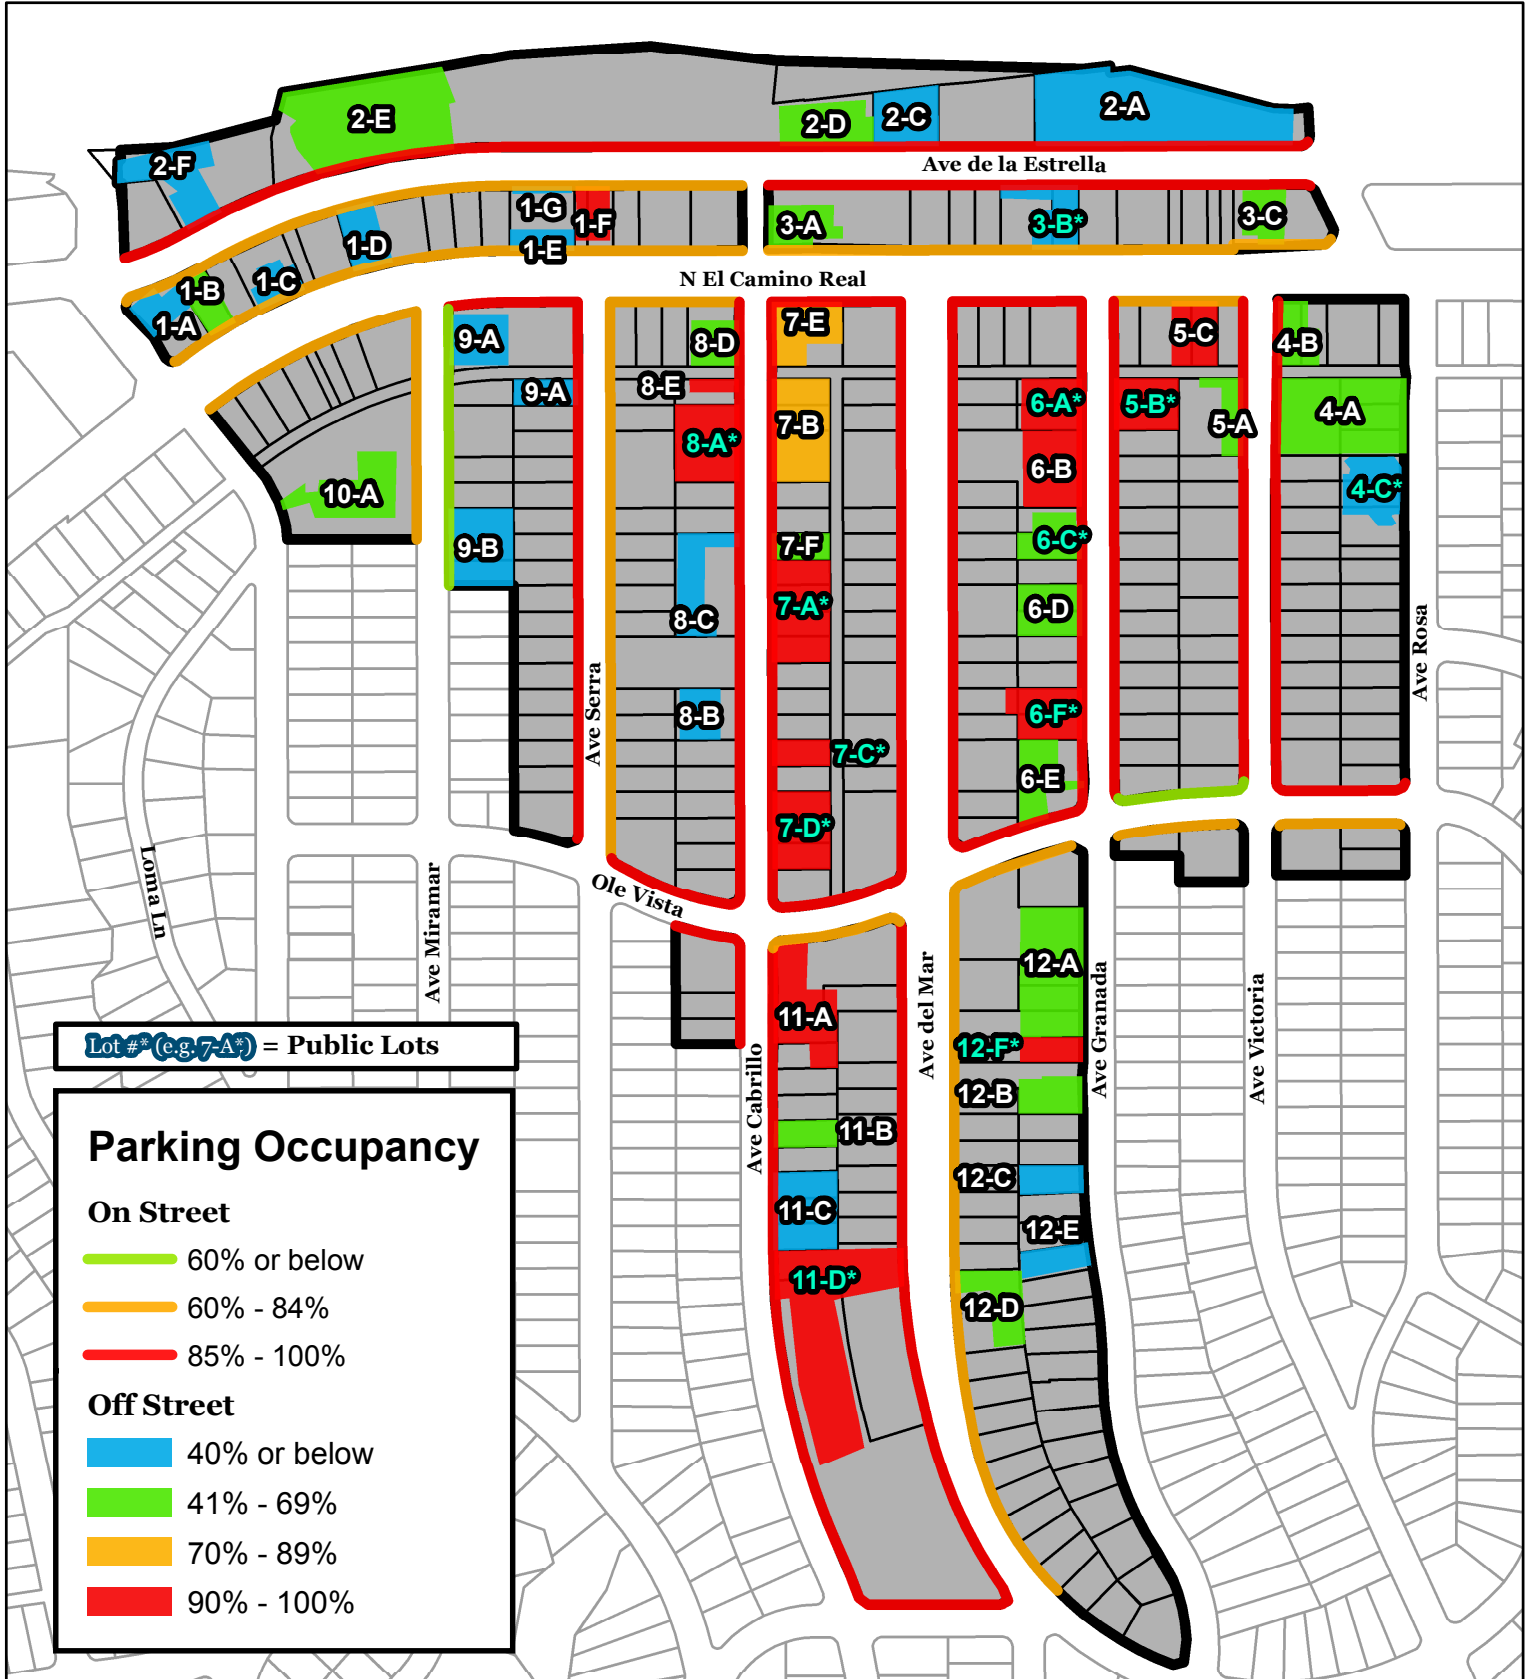 2-E
2-D
2-C
2-A
2-F
Ave de la Estrella
1-G
1-F
3-A
3-B*
3-C
1-D
1-E
1-C
1-B
1-A
N El Camino Real
9-A
8-D
7-E
5-C
4-B
9-A
8-E
6-A*
5-B*
5-A
4-A
8-A*
7-B
6-B
10-A
4-C*
9-B
7-F
6-C*
7-A*
6-D
8-C
Ave Rosa
Ave Serra
8-B
6-F*
7-C*
6-E
7-D*
Loma Ln
Ave Miramar
Ole Vista
Ave del Mar
Ave Granada
Ave Victoria
12-A
11-A
12-F*
Ave Cabrillo
12-B
11-B
12-C
11-C
12-E
11-D*
12-D
Lot #* (e.g. 7-A*) = Public Lots
Parking Occupancy
On Street
60% or below
60% - 84%
85% - 100%
Off Street
40% or below
41% - 69%
70% - 89%
90% - 100%